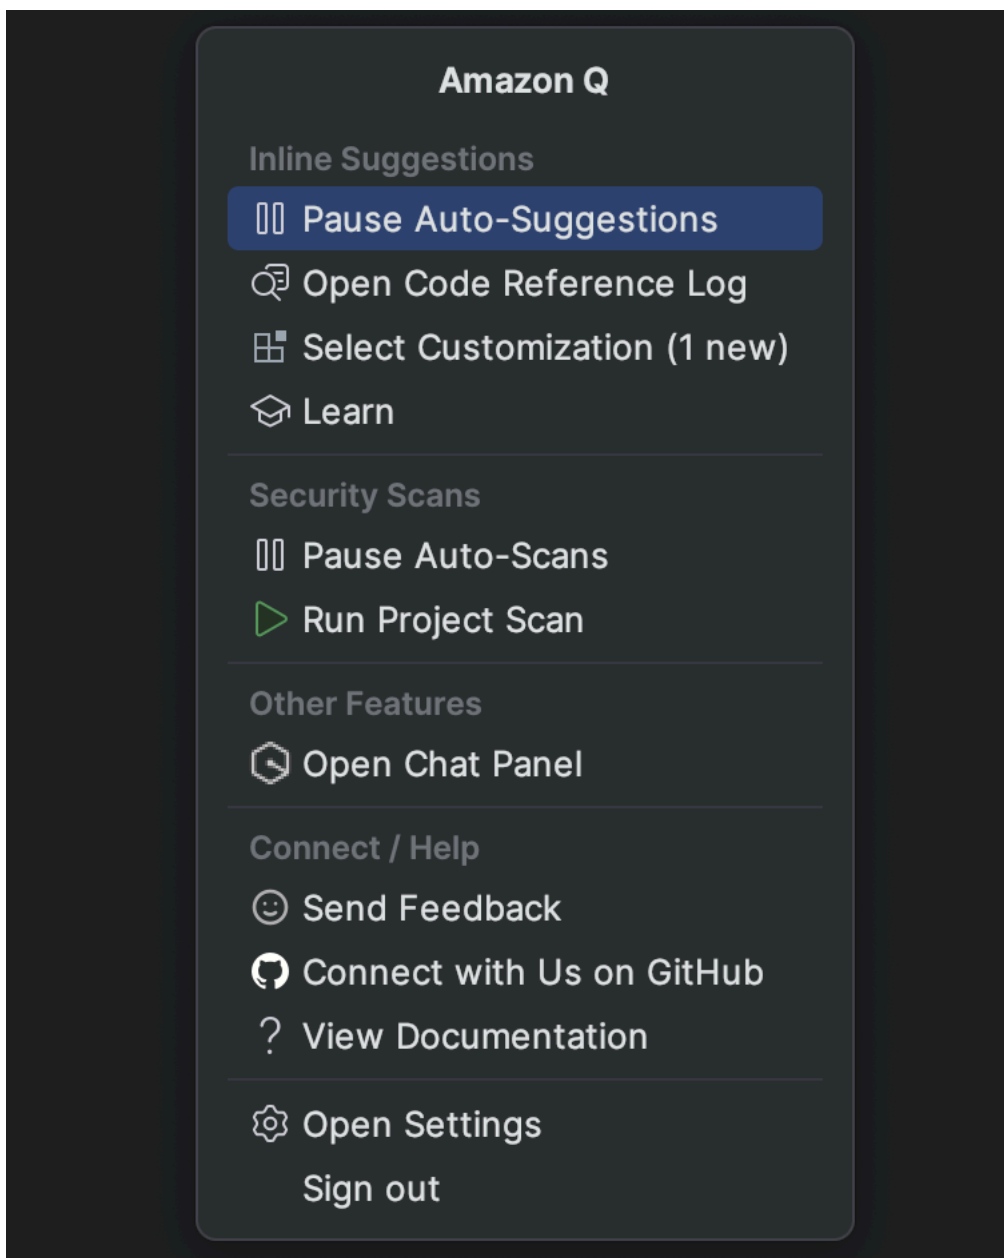 Amazon Q
Inline Suggestions
Pause Auto-Suggestions
Open Code Reference Log
Select Customization (1 new)
Learn
Security Scans
Pause Auto-Scans
Run Project Scan
Other Features
Open Chat Panel
Connect / Help
Send Feedback
Connect with Us on GitHub
View Documentation
Open Settings
Sign out